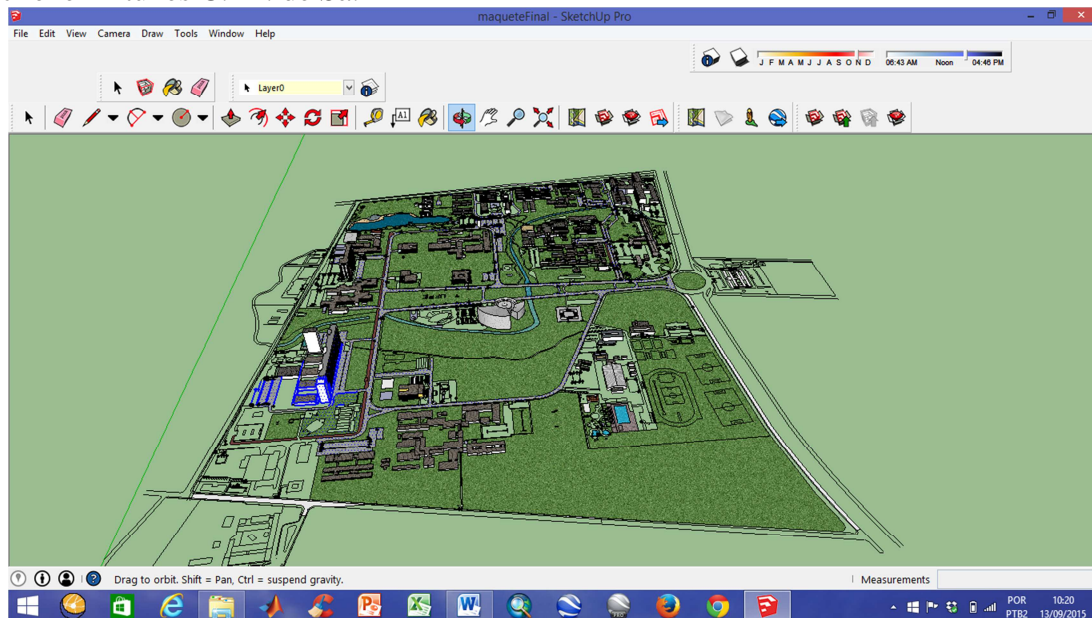 maqueteFinal - SketchUp Pro
File Edit View Camera Draw Tools Window Help
J F M A M J J A S O N D 06:43 AM Noon 04:46 PM
Layer0
A1
Drag to orbit. Shift = Pan, Ctrl = suspend gravity.
Measurements
POR 10:20
PTB2 13/09/2015